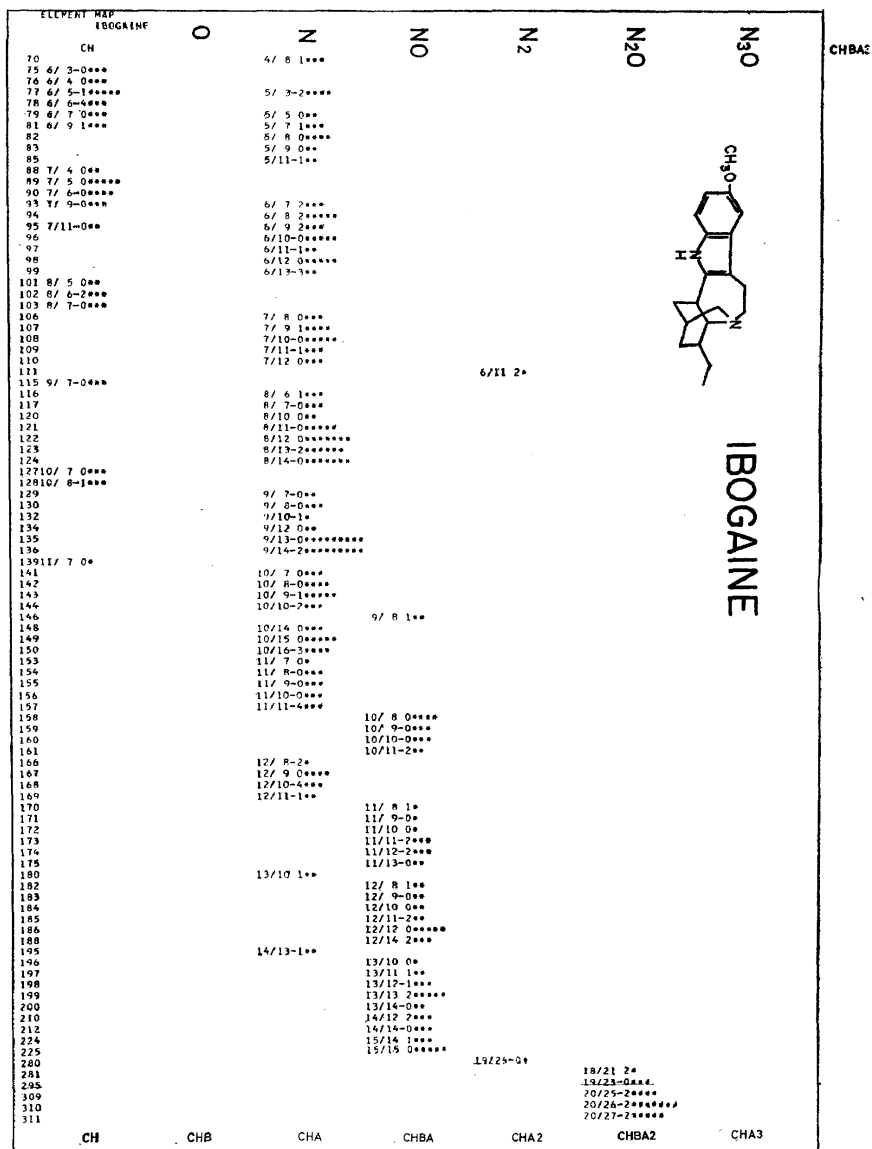 ELEMENT MAP
IBOGAINE
CH O N NO N2 N2O N3O
CHBA3
70 4/ 8 1***
75 6/ 3-0***
76 6/ 4 0***
77 6/ 5-1***** 5/ 3-2****
78 6/ 6-4***
79 6/ 7 0*** 6/ 5 0**
81 6/ 9 1*** 5/ 7 1***
82 5/ 8 0****
83 5/ 9 0**
85 5/11-1**
88 7/ 4 0**
89 7/ 5 0*****
90 7/ 6-0****
93 7/ 9-0*** 6/ 7 2***
94 6/ 8 2*****
95 7/11-0** 6/ 9 2***
96 6/10-0*****
97 6/11-1**
98 6/12 0*****
99 6/13-3**
101 8/ 5 0**
102 8/ 6-2***
103 8/ 7-0***
106 7/ 8 0***
107 7/ 9 1****
108 7/10-0*****
109 7/11-1***
110 7/12 0***
111 6/11 2*
115 9/ 7-0***
116 8/ 6 1***
117 8/ 7-0***
120 8/10 0**
121 8/11-0*****
122 8/12 0*******
123 8/13-2******
124 8/14-0*******
127 10/ 7 0***
128 10/ 8-1***
129 9/ 7-0**
130 9/ 8-0***
132 9/10-1*
134 9/12 0**
135 9/13-0*********
136 9/14-2*********
139 11/ 7 0*
141 10/ 7 0***
142 10/ 8-0****
143 10/ 9-1*****
144 10/10-2***
146 9/ 8 1**
148 10/14 0***
149 10/15 0*****
150 10/16-3****
153 11/ 7 0*
154 11/ 8-0***
155 11/ 9-0***
156 11/10-0***
157 11/11-4***
158 10/ 8 0****
159 10/ 9-0***
160 10/10-0***
161 10/11-2**
166 12/ 8-2*
167 12/ 9 0****
168 12/10-4***
169 12/11-1**
170 11/ 8 1*
171 11/ 9-0*
172 11/10 0*
173 11/11-2***
174 11/12-2***
175 11/13-0**
180 13/10 1**
182 12/ 8 1**
183 12/ 9-0**
184 12/10 0**
185 12/11-2**
186 12/12 0*****
188 12/14 2***
195 14/13-1**
196 13/10 0*
197 13/11 1**
198 13/12-1***
199 13/13 2*****
200 13/14-0**
210 14/12 2***
212 14/14-0***
224 15/14 1***
225 15/15 0*****
280 19/24-0*
281 18/21 2*
295 19/23-0***
309 20/25-2****
310 20/26-2*******
311 20/27-2*****
CH CHB CHA CHBA CHA2 CHBA2 CHA3
CH3O
N
H
N
IBOGAINE